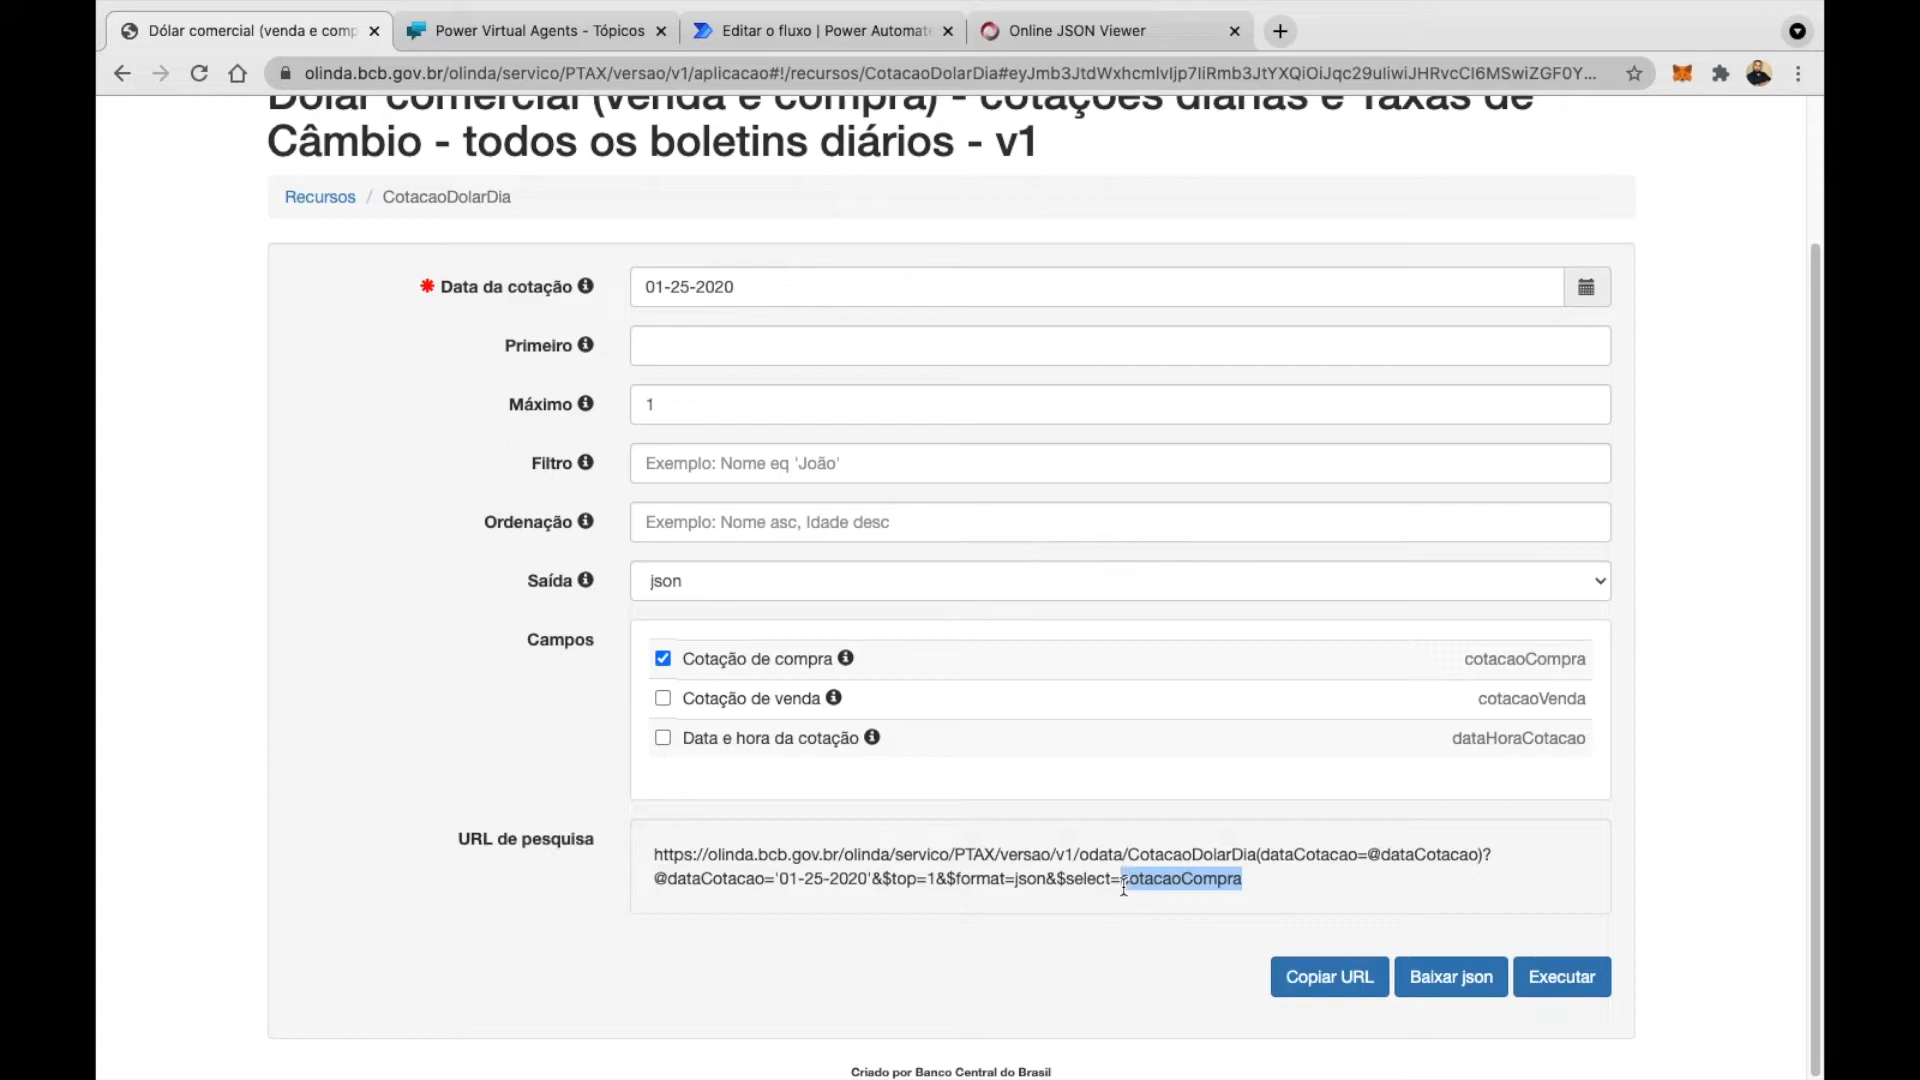 Dólar comercial (venda e comp
Power Virtual Agents - Tópicos
Editar o fluxo | Power Automate
Online JSON Viewer
olinda.bcb.gov.br/olinda/servico/PTAX/versao/v1/aplicacao#!/recursos/CotacaoDolarDia#eyJmb3JtdWxhcmlvIjp7IiRmb3JtYXQiOiJqc29uIiwiJHRvcCI6MSwiZGF0Y...
Dólar comercial (venda e compra) - cotações diárias e Taxas de
Câmbio - todos os boletins diários - v1
Recursos / CotacaoDolarDia
* Data da cotação
01-25-2020
Primeiro
Máximo
1
Filtro
Exemplo: Nome eq 'João'
Ordenação
Exemplo: Nome asc, Idade desc
Saída
json
Campos
Cotação de compra
cotacaoCompra
Cotação de venda
cotacaoVenda
Data e hora da cotação
dataHoraCotacao
URL de pesquisa
https://olinda.bcb.gov.br/olinda/servico/PTAX/versao/v1/odata/CotacaoDolarDia(dataCotacao=@dataCotacao)?
@dataCotacao='01-25-2020'&$top=1&$format=json&$select=cotacaoCompra
Copiar URL
Baixar json
Executar
Criado por Banco Central do Brasil